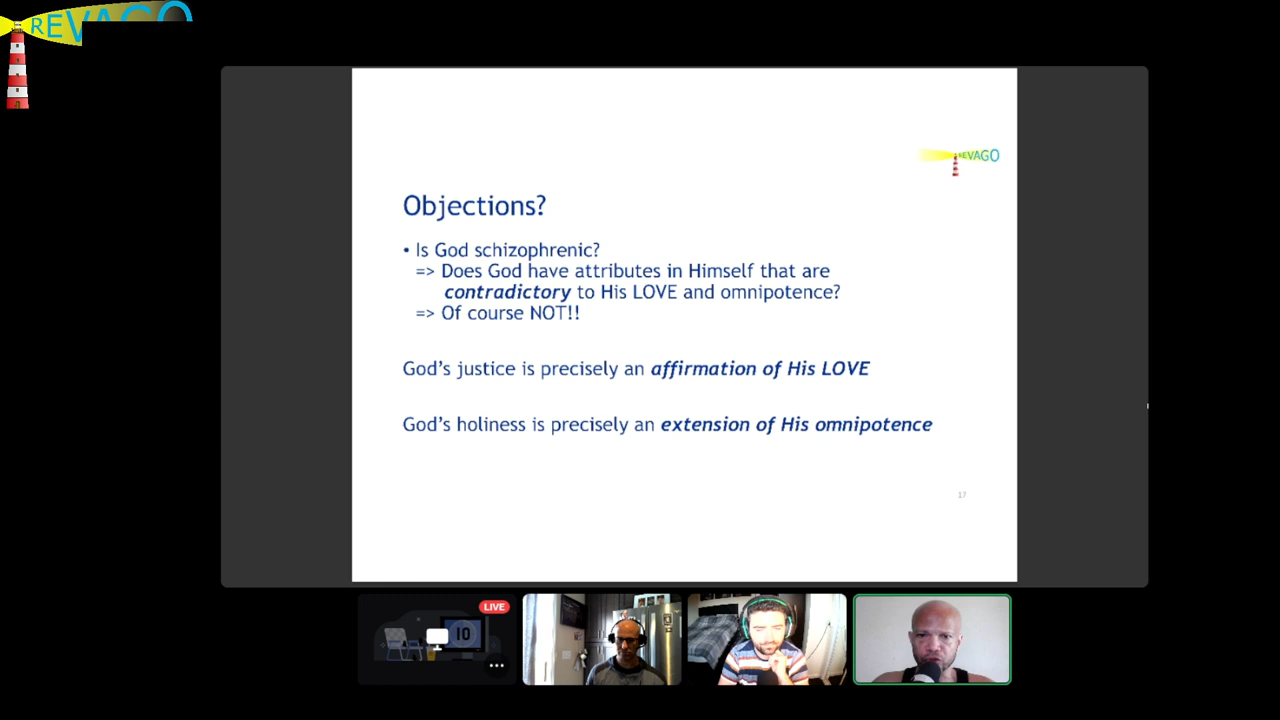 REVAGO
REVAGO
Objections?
• Is God schizophrenic?
=> Does God have attributes in Himself that are
contradictory to His LOVE and omnipotence?
=> Of course NOT!!
God’s justice is precisely an affirmation of His LOVE
God’s holiness is precisely an extension of His omnipotence
17
LIVE
10